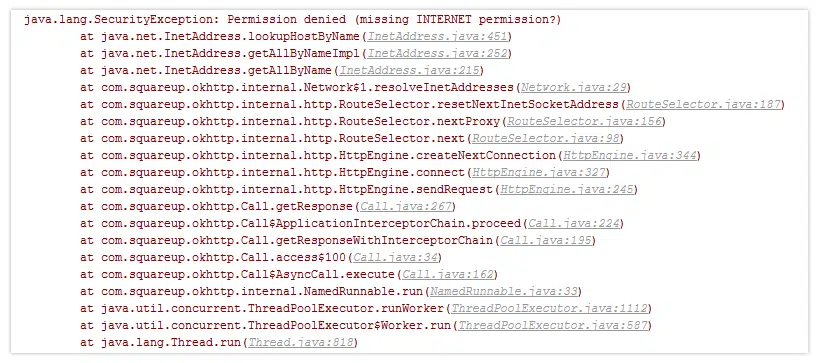 java.lang.SecurityException: Permission denied (missing INTERNET permission?)
at java.net.InetAddress.lookupHostByName(InetAddress.java:451)
at java.net.InetAddress.getAllByNameImpl(InetAddress.java:252)
at java.net.InetAddress.getAllByName(InetAddress.java:215)
at com.squareup.okhttp.internal.Network$1.resolveInetAddresses(Network.java:29)
at com.squareup.okhttp.internal.http.RouteSelector.resetNextInetSocketAddress(RouteSelector.java:187)
at com.squareup.okhttp.internal.http.RouteSelector.nextProxy(RouteSelector.java:156)
at com.squareup.okhttp.internal.http.RouteSelector.next(RouteSelector.java:98)
at com.squareup.okhttp.internal.http.HttpEngine.createNextConnection(HttpEngine.java:344)
at com.squareup.okhttp.internal.http.HttpEngine.connect(HttpEngine.java:327)
at com.squareup.okhttp.internal.http.HttpEngine.sendRequest(HttpEngine.java:245)
at com.squareup.okhttp.Call.getResponse(Call.java:267)
at com.squareup.okhttp.Call$ApplicationInterceptorChain.proceed(Call.java:224)
at com.squareup.okhttp.Call.getResponseWithInterceptorChain(Call.java:195)
at com.squareup.okhttp.Call.access$100(Call.java:34)
at com.squareup.okhttp.Call$AsyncCall.execute(Call.java:162)
at com.squareup.okhttp.internal.NamedRunnable.run(NamedRunnable.java:33)
at java.util.concurrent.ThreadPoolExecutor.runWorker(ThreadPoolExecutor.java:1112)
at java.util.concurrent.ThreadPoolExecutor$Worker.run(ThreadPoolExecutor.java:587)
at java.lang.Thread.run(Thread.java:818)